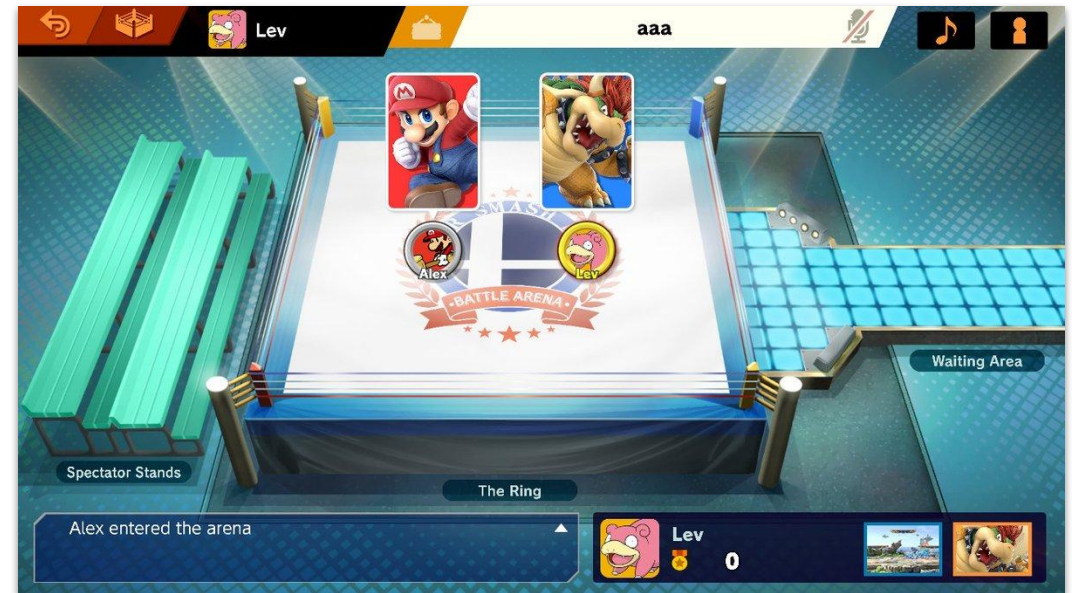 Lev
aaa
R. SMASH
BATTLE ARENA
Alex
Lev
Waiting Area
Spectator Stands
The Ring
Alex entered the arena
Lev
0